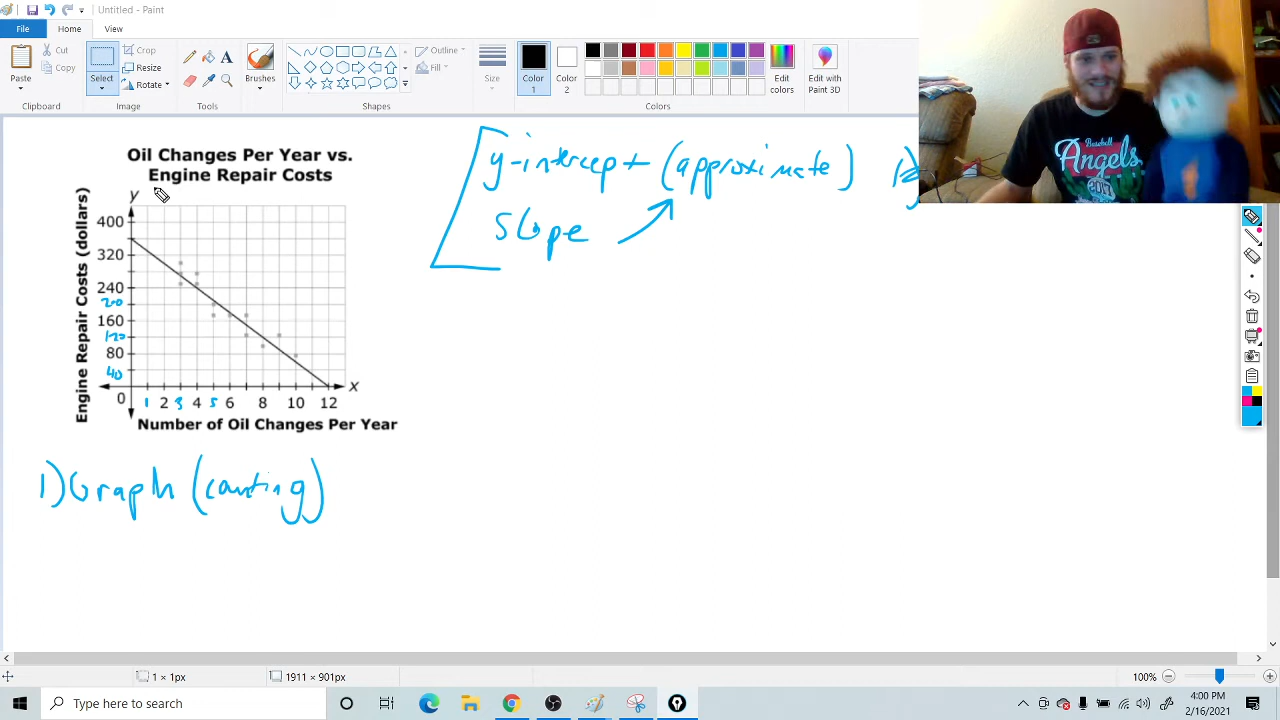 Untitled - Paint
File
Home
View
Paste
Cut
Copy
Clipboard
Select
Crop
Resize
Rotate
Image
Tools
Brushes
Shapes
Outline
Fill
Size
Color
1
Color
2
Edit
colors
Edit with
Paint 3D
Colors
Baseball
Angels
2017
Oil Changes Per Year vs.
Engine Repair Costs
y
Engine Repair Costs (dollars)
400
320
240
200
160
120
80
40
0
1 2 3 4 5 6 8 10 12
x
Number of Oil Changes Per Year
y-intercept (approximate)
slope
1) Graph (counting)
1 × 1px
1911 × 901px
100%
Type here to search
4:00 PM
2/16/2021